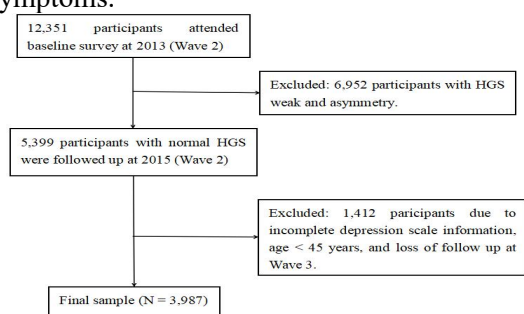 symptoms.
12,351 participants attended
baseline survey at 2013 (Wave 2)
Excluded: 6,952 participants with HGS
weak and asymmetry.
5,399 participants with normal HGS
were followed up at 2015 (Wave 2)
Excluded: 1,412 paricipants due to
incomplete depression scale information,
age < 45 years, and loss of follow up at
Wave 3.
Final sample (N = 3,987)